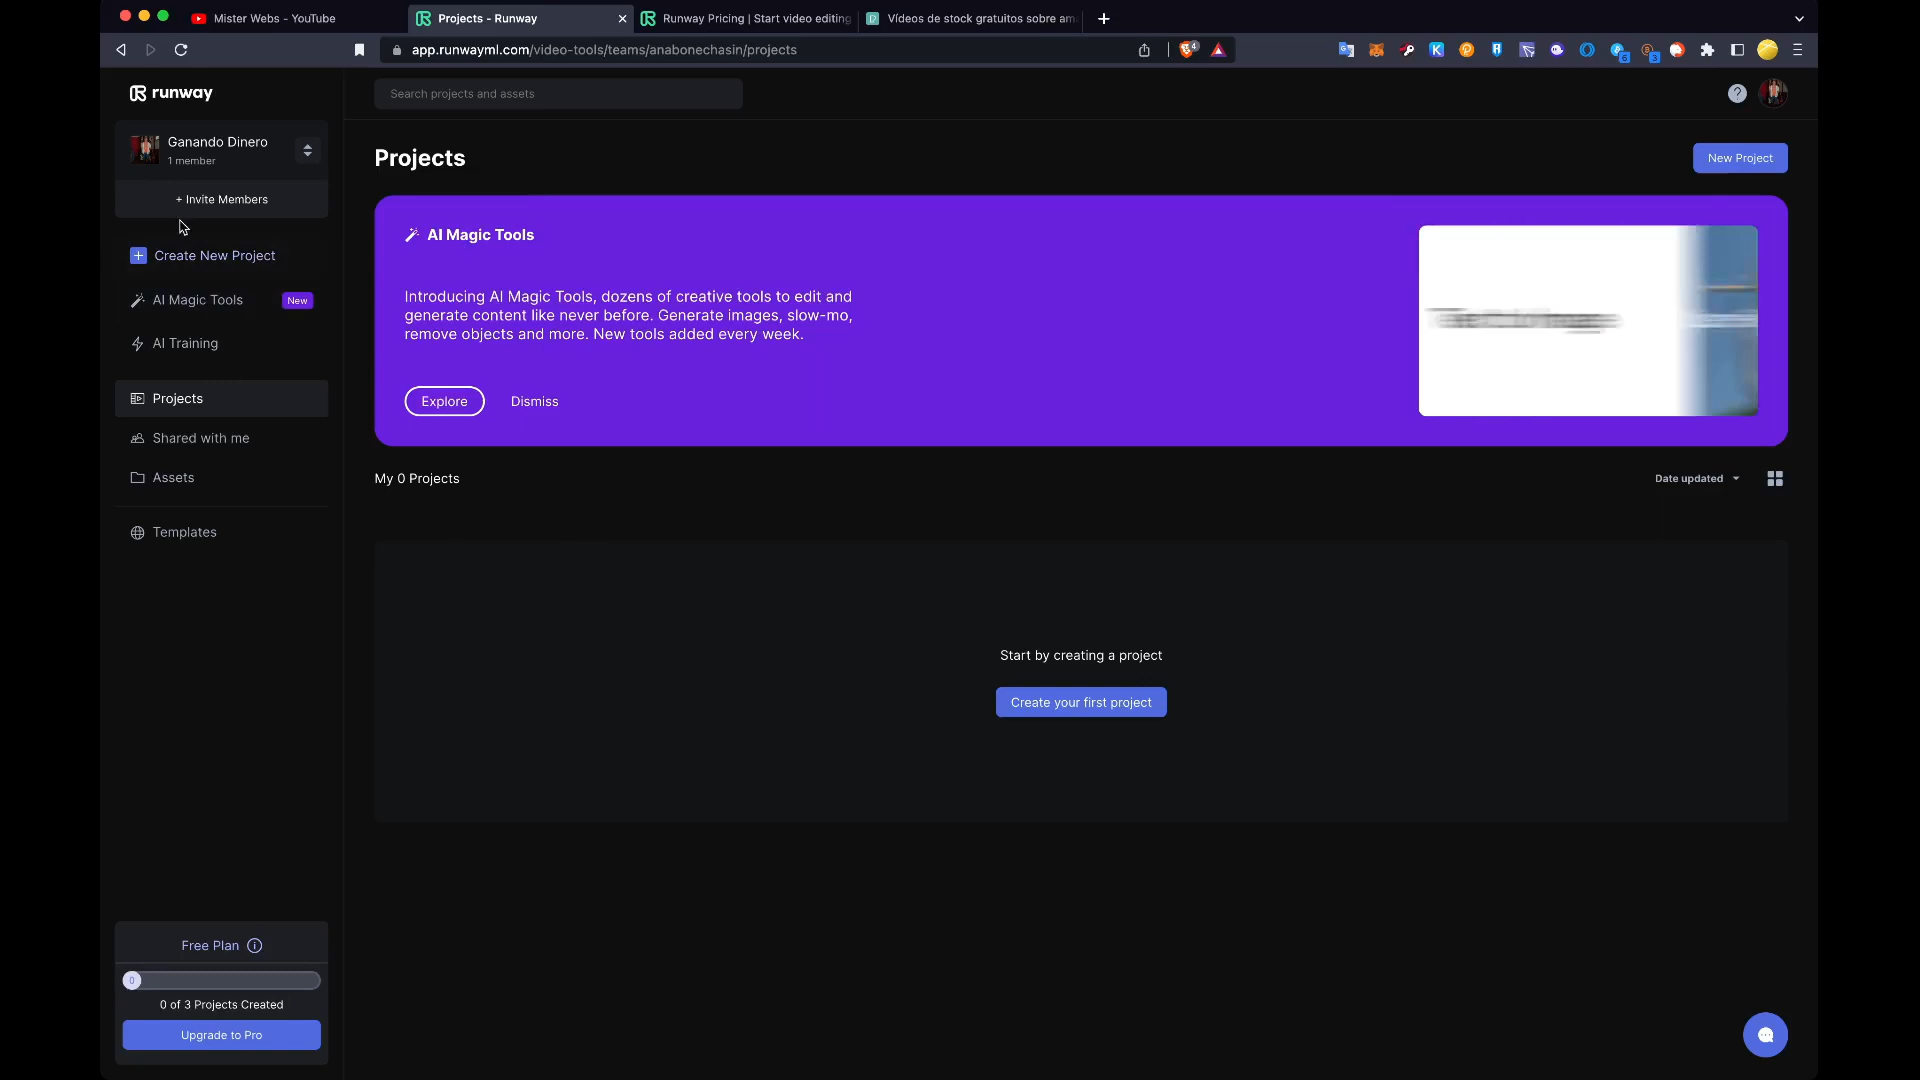 Mister Webs - YouTube
Projects - Runway
Runway Pricing | Start video editing
Vídeos de stock gratuitos sobre am
app.runwayml.com/video-tools/teams/anabonechasin/projects
4
6
3
runway
Search projects and assets
?
Ganando Dinero
1 member
+ Invite Members
Create New Project
AI Magic Tools
New
AI Training
Projects
Shared with me
Assets
Templates
Projects
New Project
AI Magic Tools
Introducing AI Magic Tools, dozens of creative tools to edit and
generate content like never before. Generate images, slow-mo,
remove objects and more. New tools added every week.
Explore
Dismiss
My 0 Projects
Date updated
Start by creating a project
Create your first project
Free Plan
0
0 of 3 Projects Created
Upgrade to Pro